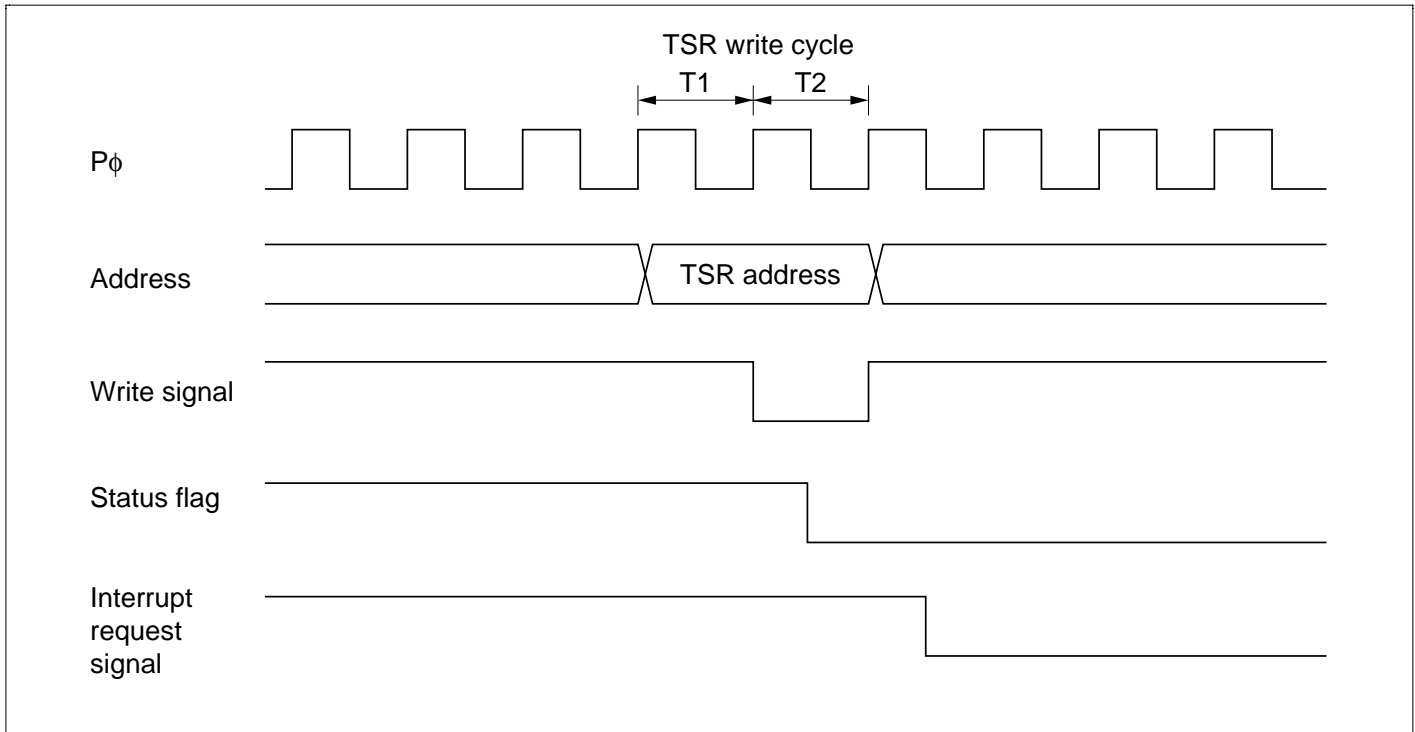 TSR write cycle
T1 T2
Pϕ
Address
TSR address
Write signal
Status flag
Interrupt
request
signal